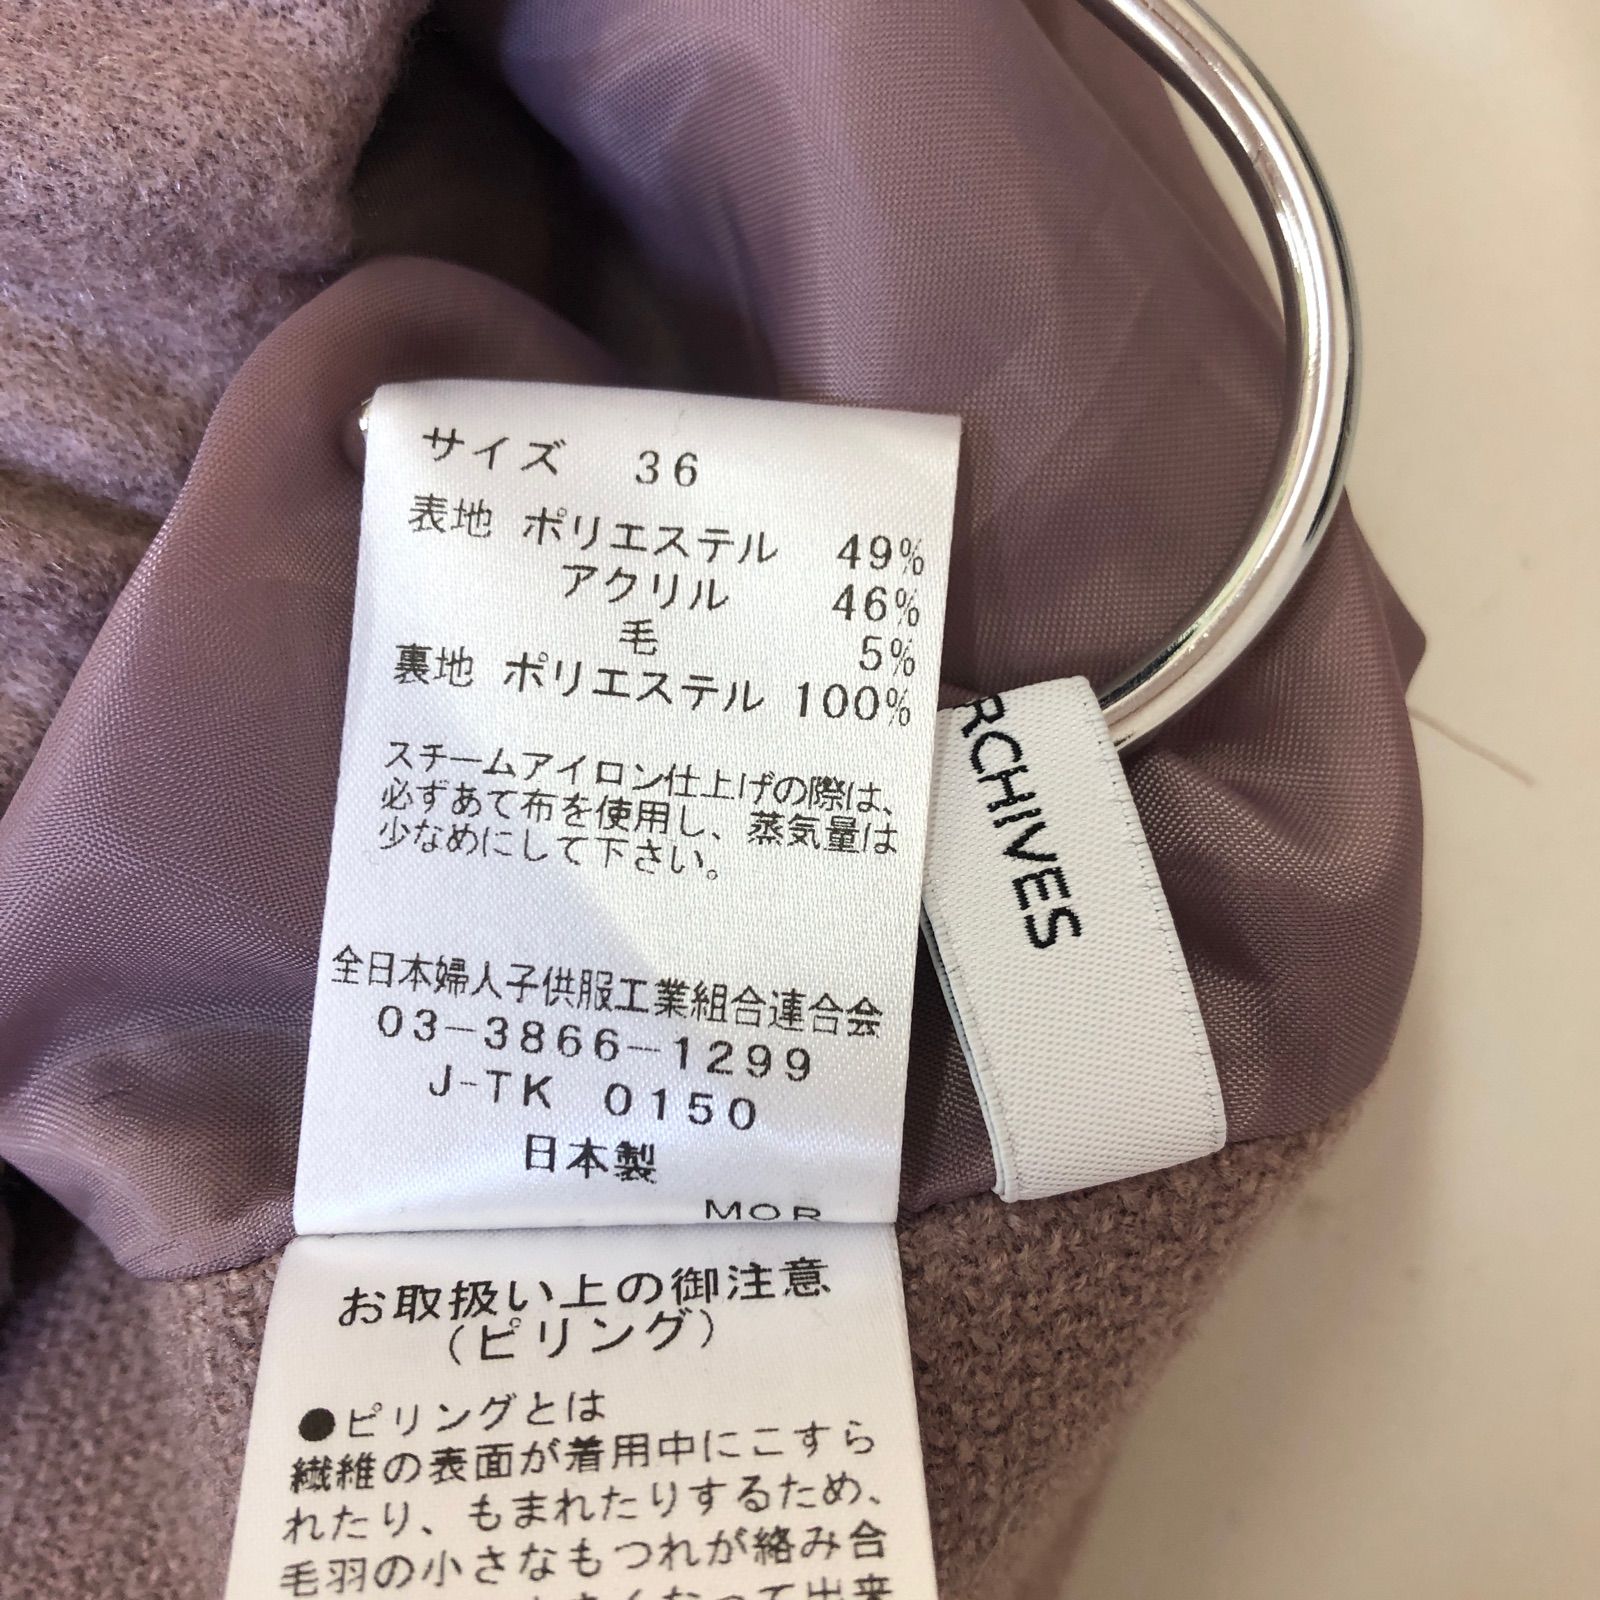 サイズ 36
表地 ポリエステル 49%
アクリル 46%
毛 5%
裏地 ポリエステル 100%
スチームアイロン仕上げの際は、
必ずあて布を使用し、蒸気量は
少なめにして下さい。
全日本婦人子供服工業組合連合会
03-3866-1299
J-TK 0150
日本製
MOR
お取扱い上の御注意
(ピリング)
●ピリングとは
繊維の表面が着用中にこすら
れたり、もまれたりするため、
毛羽の小さなもつれが絡み合
なって出来
RCHIVES